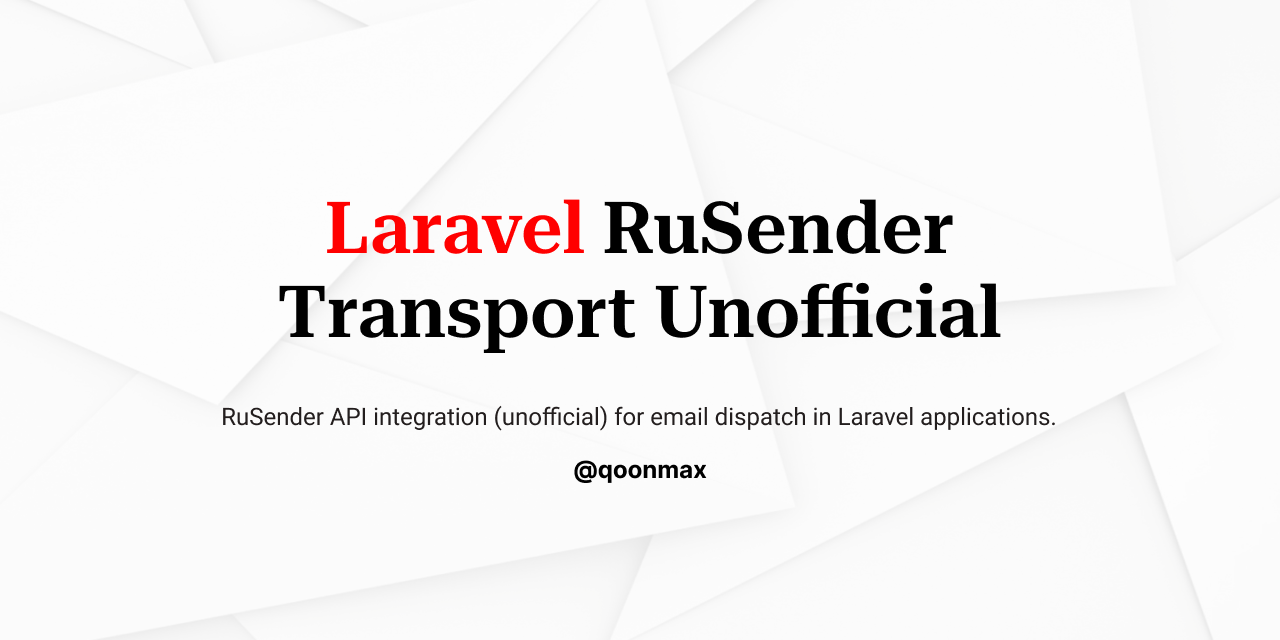 Laravel RuSender
Transport Unofficial
RuSender API integration (unofficial) for email dispatch in Laravel applications.
@qoonmax